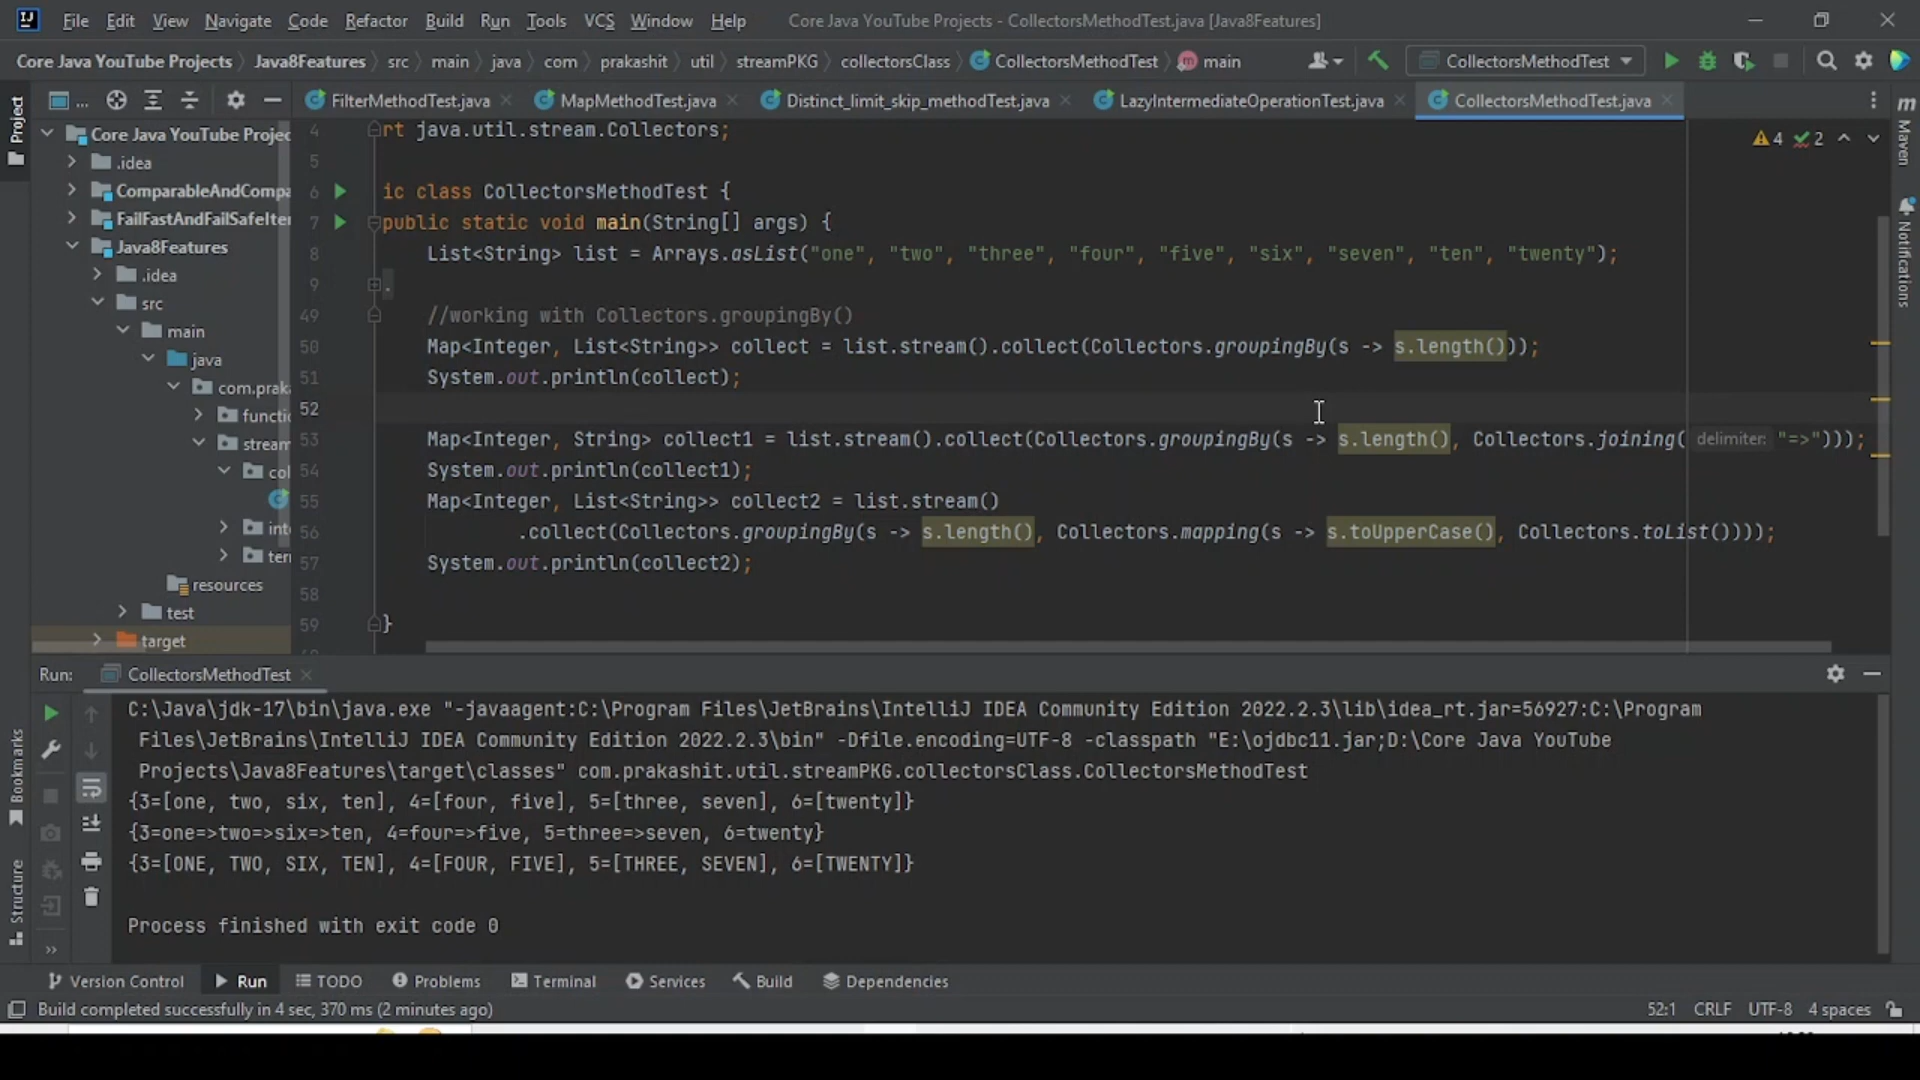 File Edit View Navigate Code Refactor Build Run Tools VCS Window Help Core Java YouTube Projects - CollectorsMethodTest.java [Java8Features]
Core Java YouTube Projects Java8Features src main java com prakashit util streamPKG collectorsClass CollectorsMethodTest main CollectorsMethodTest
Project
... FilterMethodTest.java MapMethodTest.java Distinct_limit_skip_methodTest.java LazyIntermediateOperationTest.java CollectorsMethodTest.java
Maven
Notifications
Core Java YouTube Projec
.idea
ComparableAndCompa
FailFastAndFailSafeIter
Java8Features
.idea
src
main
java
com.prak
functi
stream
col
int
ter
resources
test
target
4 2
4 rt java.util.stream.Collectors;
5
6 ic class CollectorsMethodTest {
7 public static void main(String[] args) {
8 List<String> list = Arrays.asList("one", "two", "three", "four", "five", "six", "seven", "ten", "twenty");
9 .
49 //working with Collectors.groupingBy()
50 Map<Integer, List<String>> collect = list.stream().collect(Collectors.groupingBy(s -> s.length()));
51 System.out.println(collect);
52
53 Map<Integer, String> collect1 = list.stream().collect(Collectors.groupingBy(s -> s.length(), Collectors.joining( delimiter: "=>")));
54 System.out.println(collect1);
55 Map<Integer, List<String>> collect2 = list.stream()
56 .collect(Collectors.groupingBy(s -> s.length(), Collectors.mapping(s -> s.toUpperCase(), Collectors.toList())));
57 System.out.println(collect2);
58
59 }
Run: CollectorsMethodTest
C:\Java\jdk-17\bin\java.exe "-javaagent:C:\Program Files\JetBrains\IntelliJ IDEA Community Edition 2022.2.3\lib\idea_rt.jar=56927:C:\Program
Files\JetBrains\IntelliJ IDEA Community Edition 2022.2.3\bin" -Dfile.encoding=UTF-8 -classpath "E:\ojdbc11.jar;D:\Core Java YouTube
Projects\Java8Features\target\classes" com.prakashit.util.streamPKG.collectorsClass.CollectorsMethodTest
{3=[one, two, six, ten], 4=[four, five], 5=[three, seven], 6=[twenty]}
{3=one=>two=>six=>ten, 4=four=>five, 5=three=>seven, 6=twenty}
{3=[ONE, TWO, SIX, TEN], 4=[FOUR, FIVE], 5=[THREE, SEVEN], 6=[TWENTY]}
Process finished with exit code 0
Bookmarks
Structure
Version Control Run TODO Problems Terminal Services Build Dependencies
Build completed successfully in 4 sec, 370 ms (2 minutes ago) 52:1 CRLF UTF-8 4 spaces